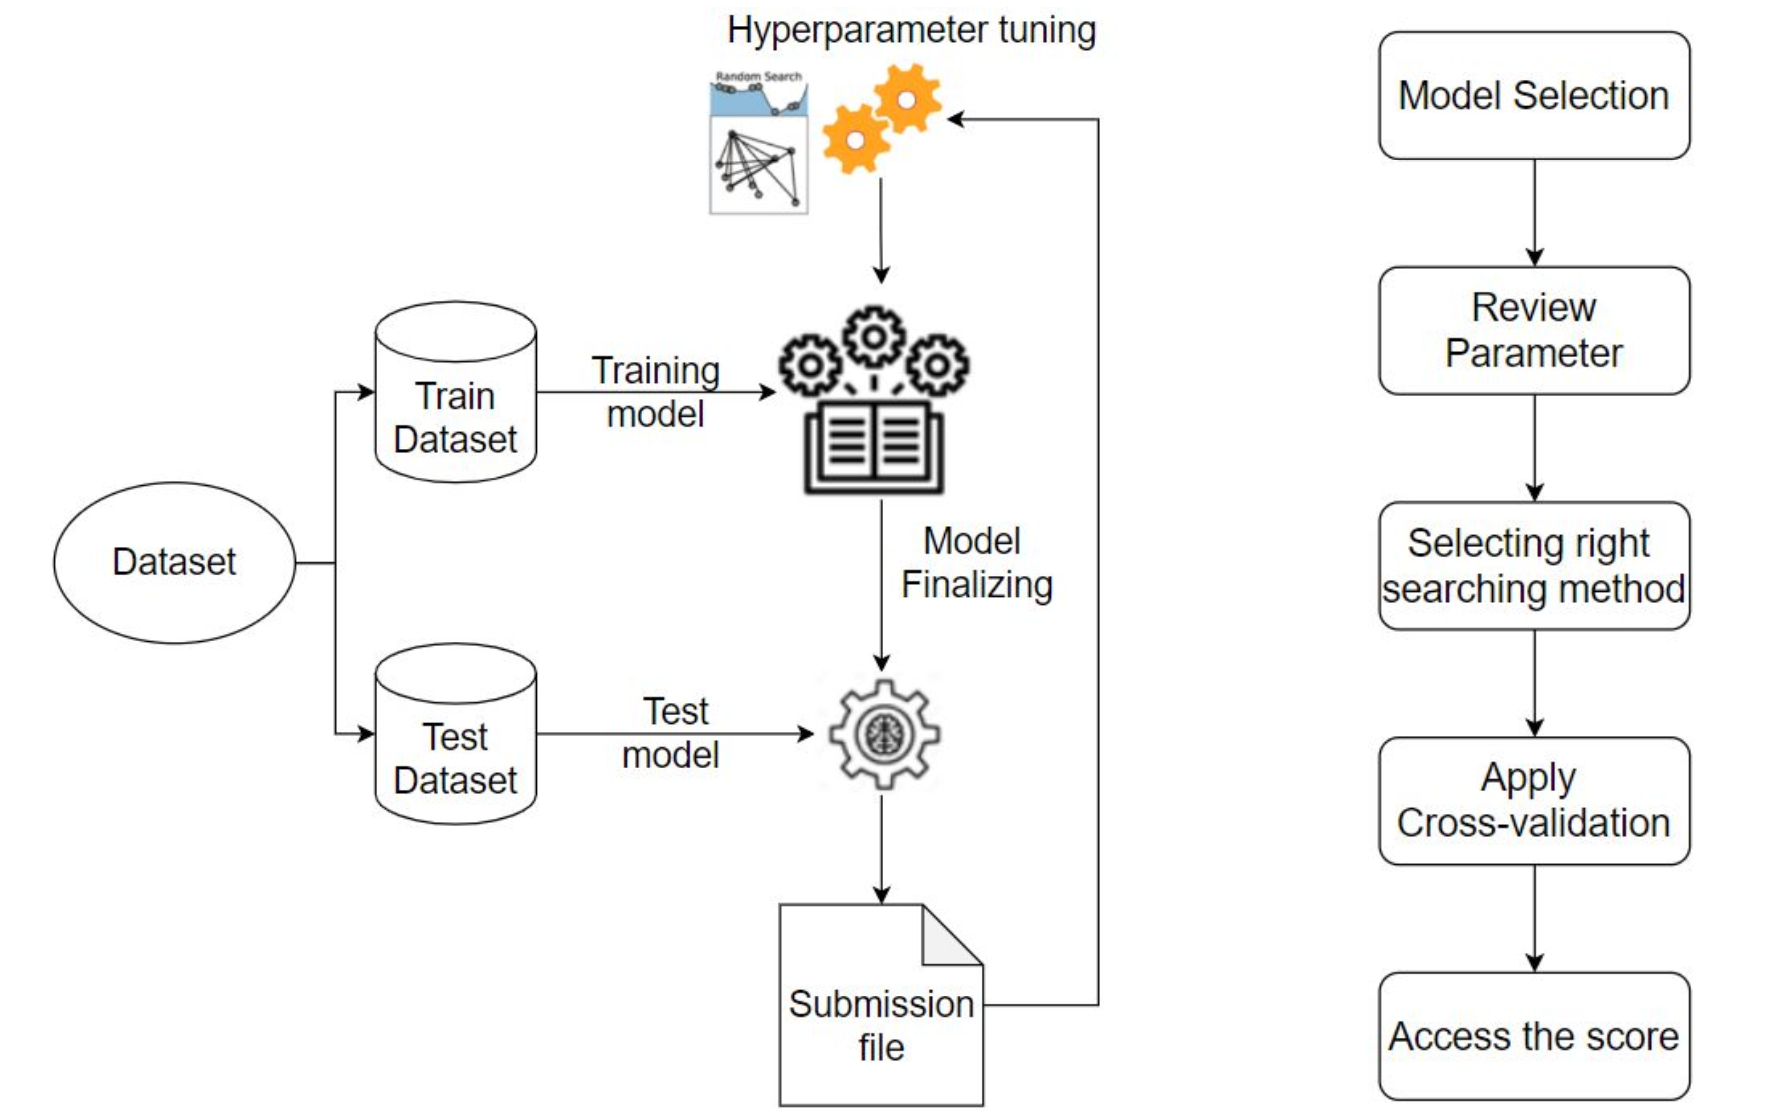 Hyperparameter tuning
Random Search
Training
model
Train
Dataset
Dataset
Model
Finalizing
Test
model
Test
Dataset
Submission
file
Model Selection
Review
Parameter
Selecting right
searching method
Apply
Cross-validation
Access the score